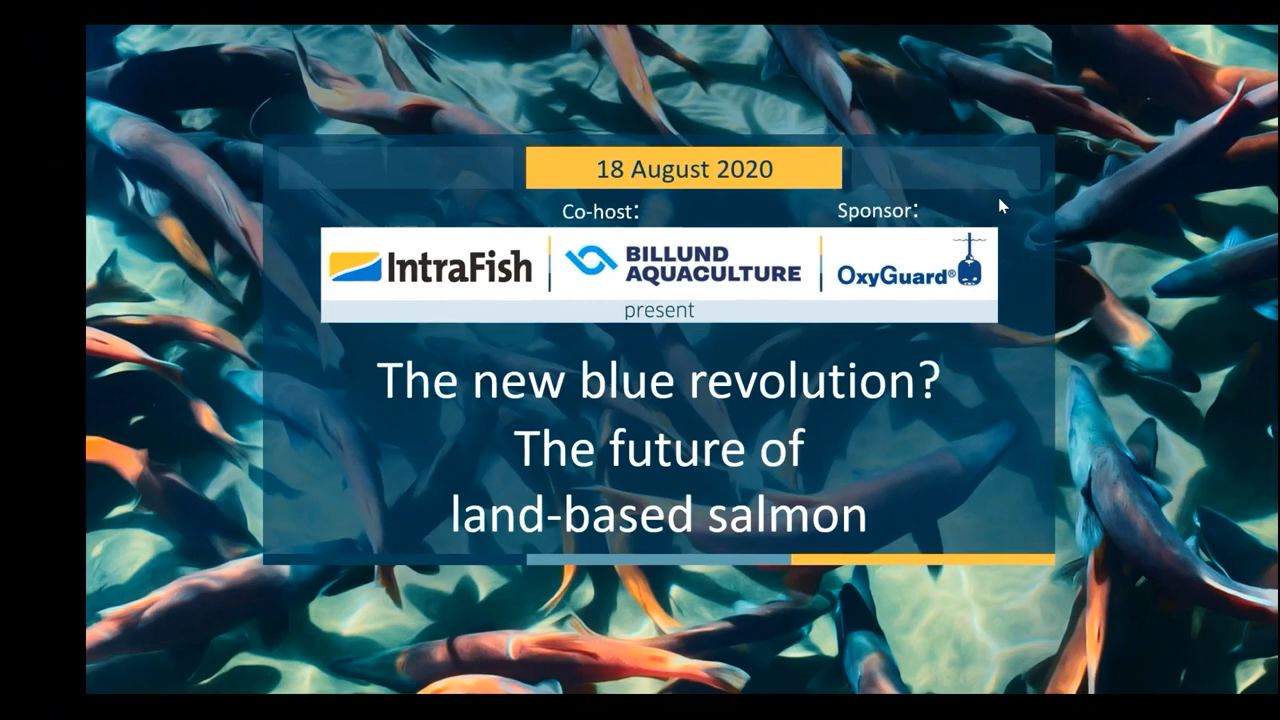 18 August 2020
Co-host: Sponsor:
IntraFish BILLUND AQUACULTURE OxyGuard®
present
The new blue revolution?
The future of
land-based salmon